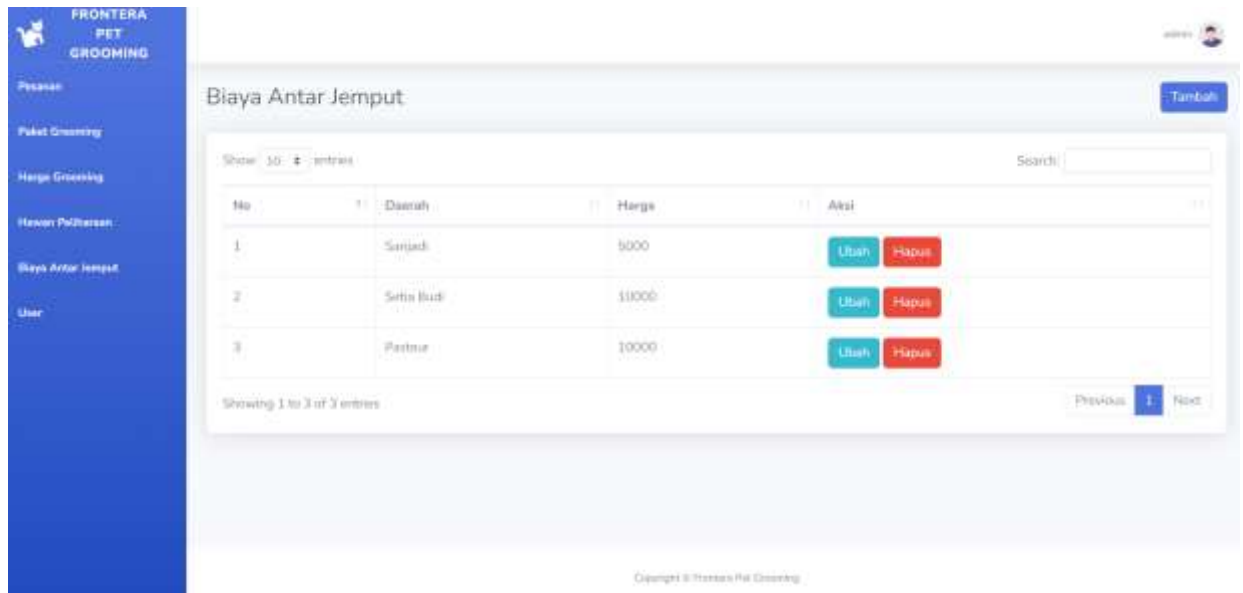 FRONTERA
PET
GROOMING
admin
Pesanan
Paket Grooming
Harga Grooming
Hewan Peliharaan
Biaya Antar Jemput
User
Biaya Antar Jemput
Tambah
Show 10 entries
Search:
No Daerah Harga Aksi
1 Sarijadi 5000 Ubah Hapus
2 Setia Budi 10000 Ubah Hapus
3 Pasteur 10000 Ubah Hapus
Showing 1 to 3 of 3 entries
Previous 1 Next
Copyright © Frontera Pet Grooming